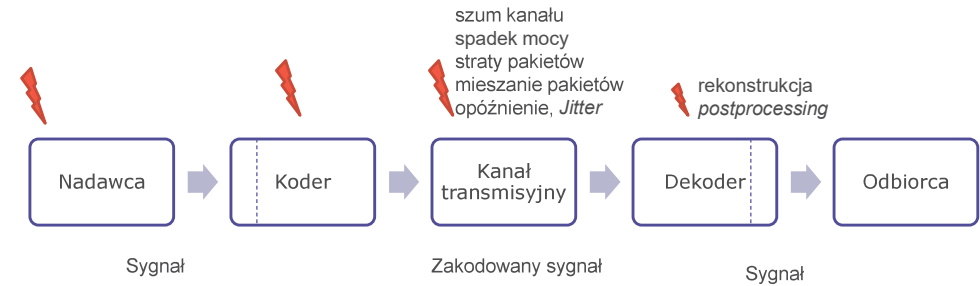 szum kanału
spadek mocy
straty pakietów
mieszanie pakietów
opóźnienie, Jitter
rekonstrukcja
postprocessing
Nadawca
Koder
Kanał
transmisyjny
Dekoder
Odbiorca
Sygnał
Zakodowany sygnał
Sygnał